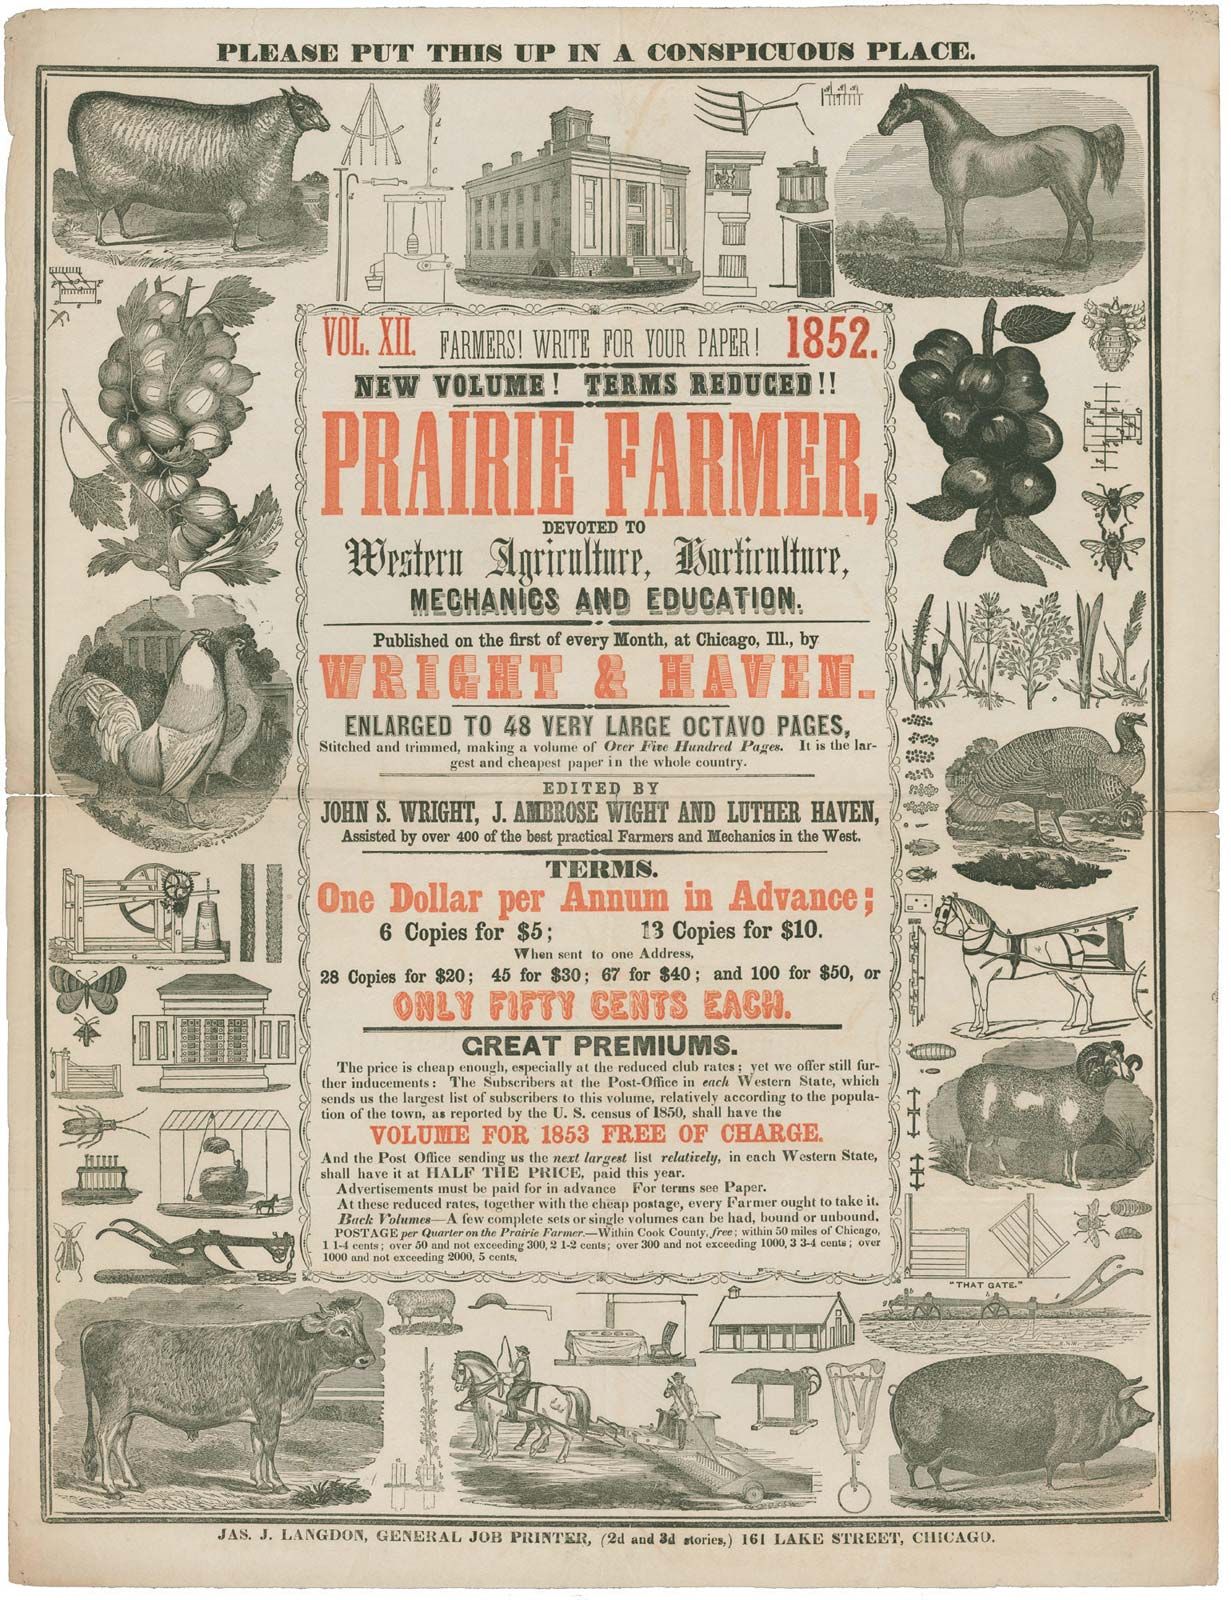 PLEASE PUT THIS UP IN A CONSPICUOUS PLACE.
VOL. XII. FARMERS! WRITE FOR YOUR PAPER! 1852.
NEW VOLUME! TERMS REDUCED!!
PRAIRIE FARMER,
DEVOTED TO
Western Agriculture, Horticulture,
MECHANICS AND EDUCATION.
Published on the first of every Month, at Chicago, Ill., by
WRIGHT & HAVEN.
ENLARGED TO 48 VERY LARGE OCTAVO PAGES,
Stitched and trimmed, making a volume of Over Five Hundred Pages. It is the lar-
gest and cheapest paper in the whole country.
EDITED BY
JOHN S. WRIGHT, J. AMBROSE WIGHT AND LUTHER HAVEN,
Assisted by over 400 of the best practical Farmers and Mechanics in the West.
TERMS.
One Dollar per Annum in Advance;
6 Copies for $5; 13 Copies for $10.
When sent to one Address,
28 Copies for $20; 45 for $30; 67 for $40; and 100 for $50, or
ONLY FIFTY CENTS EACH.
GREAT PREMIUMS.
The price is cheap enough, especially at the reduced club rates; yet we offer still fur-
ther inducements: The Subscribers at the Post-Office in each Western State, which
sends us the largest list of subscribers to this volume, relatively according to the popula-
tion of the town, as reported by the U. S. census of 1850, shall have the
VOLUME FOR 1853 FREE OF CHARGE.
And the Post Office sending us the next largest list relatively, in each Western State,
shall have it at HALF THE PRICE, paid this year.
Advertisements must be paid for in advance For terms see Paper.
At these reduced rates, together with the cheap postage, every Farmer ought to take it.
Back Volumes—A few complete sets or single volumes can be had, bound or unbound.
POSTAGE per Quarter on the Prairie Farmer.—Within Cook County, free; within 50 miles of Chicago,
1 1-4 cents; over 50 and not exceeding 300, 2 1-2 cents; over 300 and not exceeding 1000, 3 3-4 cents; over
1000 and not exceeding 2000, 5 cents.
"THAT GATE."
JAS. J. LANGDON, GENERAL JOB PRINTER, (2d and 3d stories,) 161 LAKE STREET, CHICAGO.